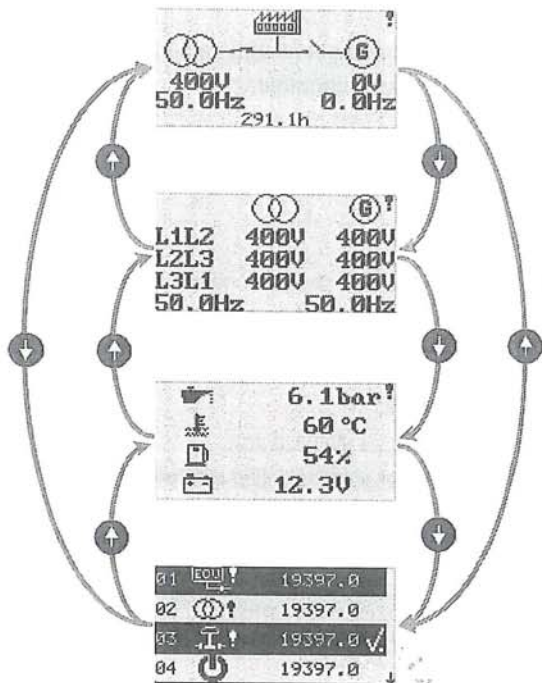 G
400V 0V
50.0Hz 0.0Hz
291.1h
G
L1L2 400V 400V
L2L3 400V 400V
L3L1 400V 400V
50.0Hz 50.0Hz
6.1bar
60 °C
54%
12.3V
01 ECU 19397.0
02 19397.0
03 19397.0
04 19397.0